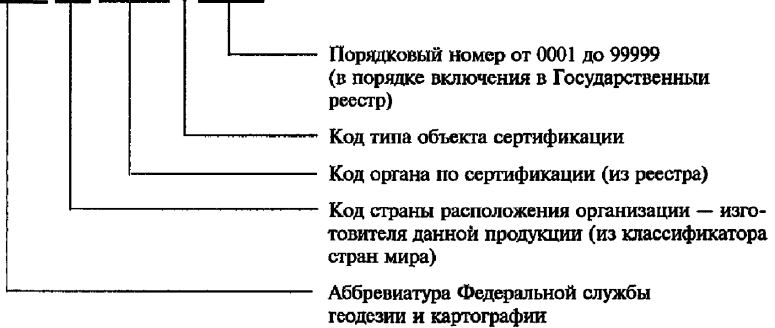 Порядковый номер от 0001 до 99999
(в порядке включения в Государственныи
реестр)
Код типа объекта сертификации
Код органа по сертификации (из реестра)
Код страны расположения организации — изго-
товителя данной продукции (из классификатора
стран мира)
Аббревиатура Федеральной службы
геодезии и картографии